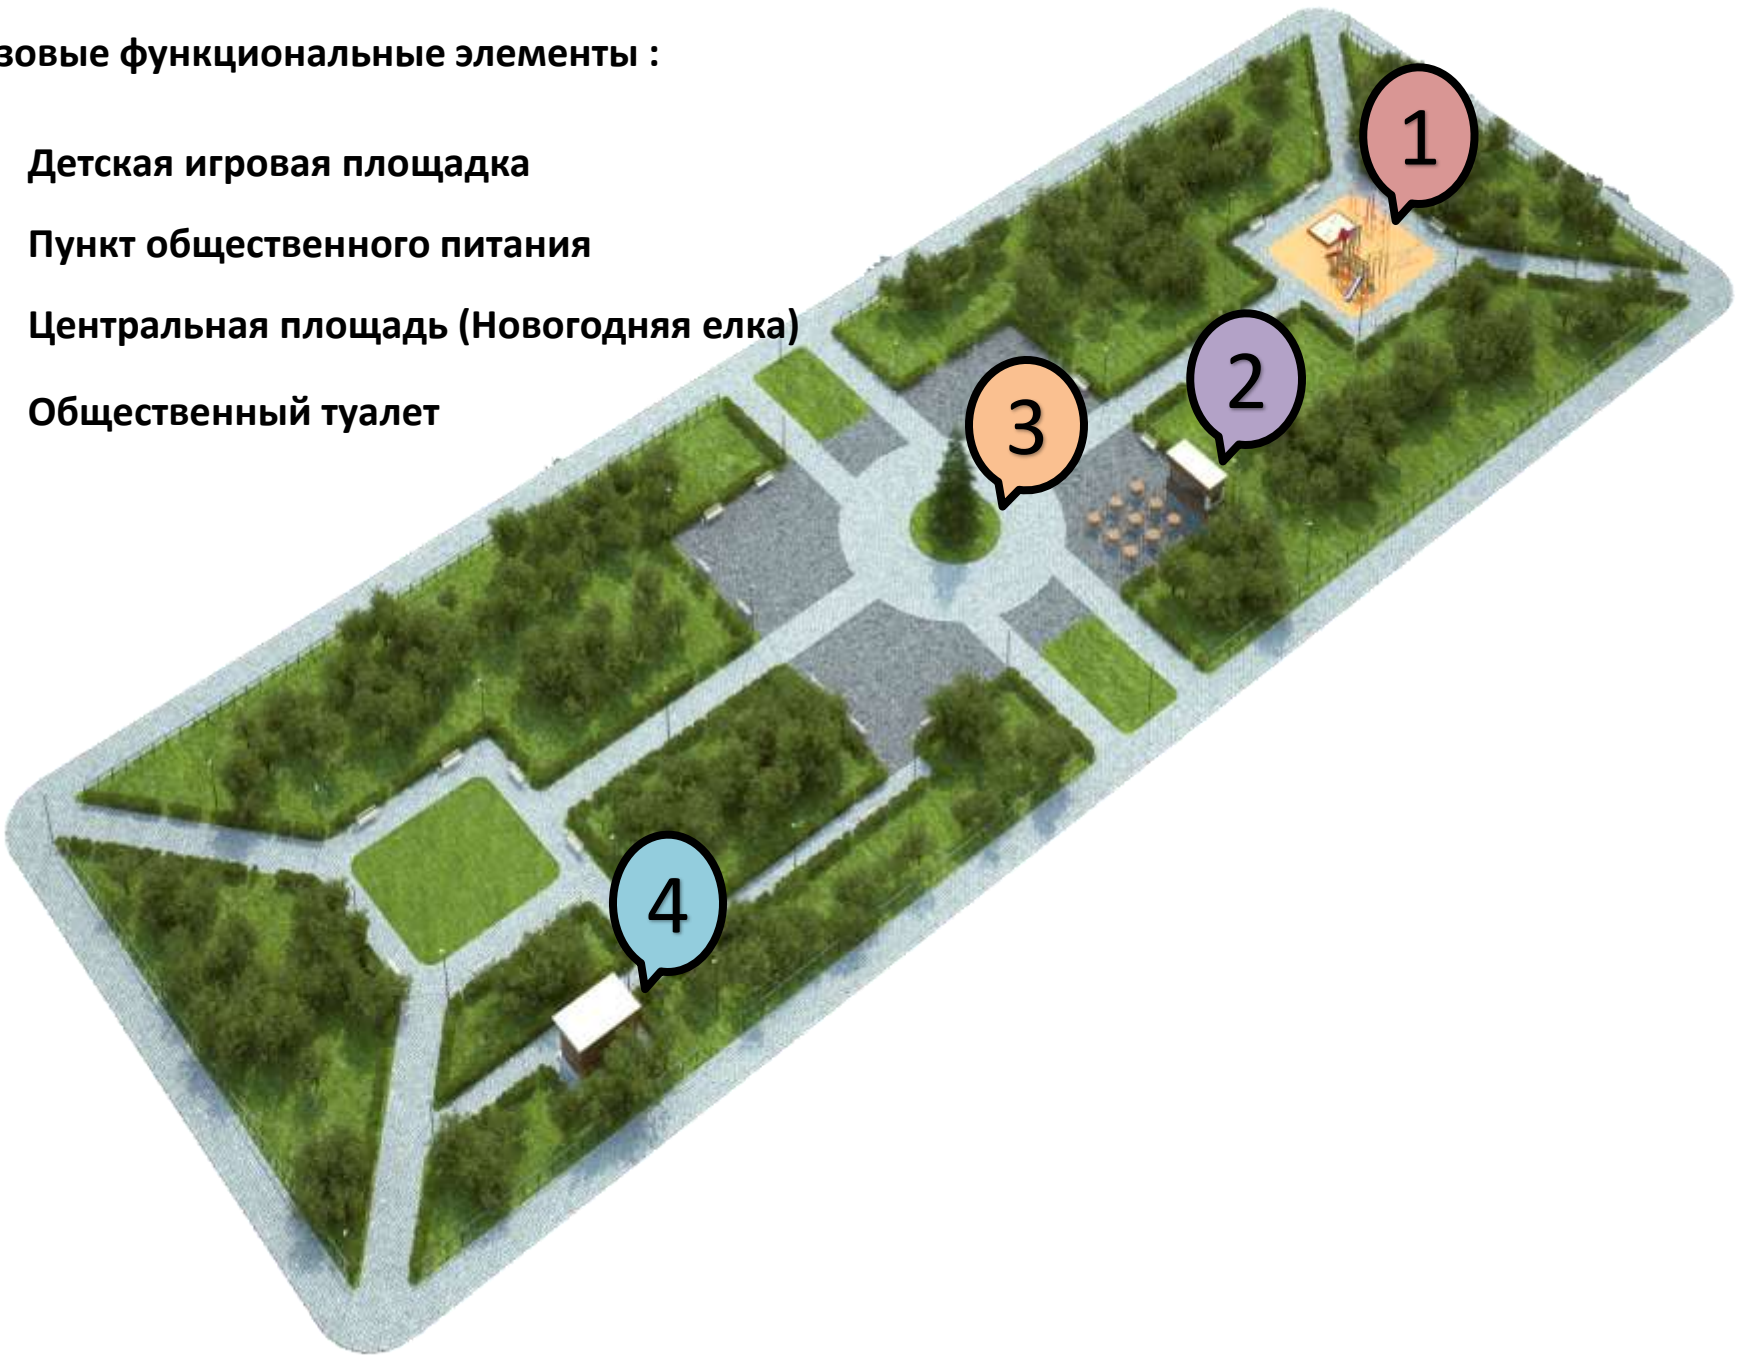 зовые функциональные элементы :
Детская игровая площадка
Пункт общественного питания
Центральная площадь (Новогодняя елка)
Общественный туалет
1
2
3
4